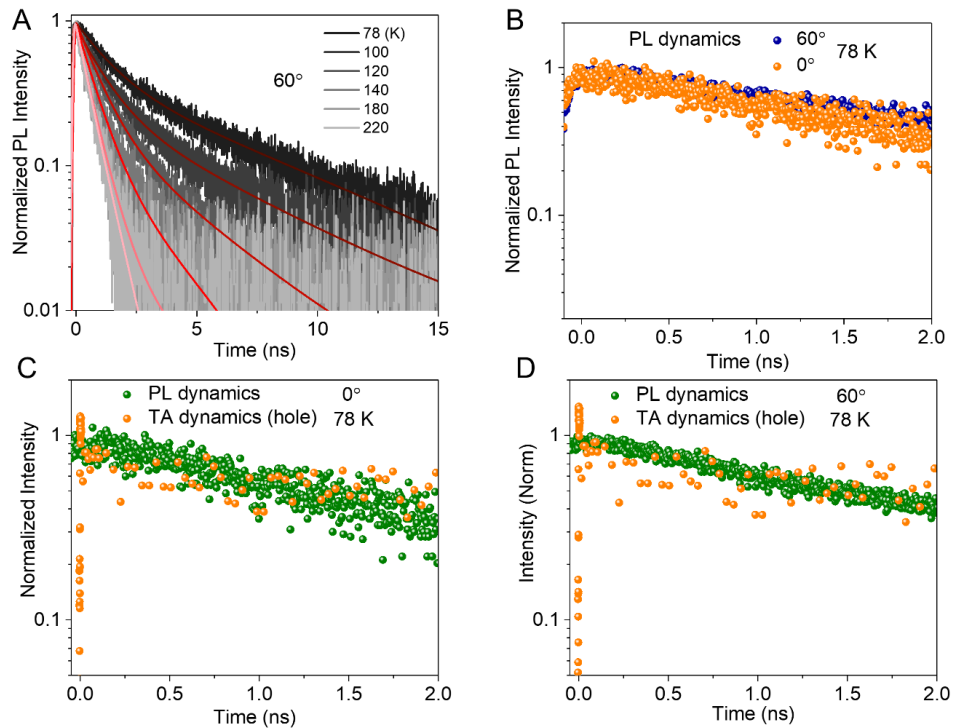 A
Normalized PL Intensity
1
0.1
0.01
60°
78 (K)
100
120
140
180
220
0
5
10
15
Time (ns)
B
Normalized PL Intensity
1
0.1
PL dynamics
60°
0°
78 K
0.0
0.5
1.0
1.5
2.0
Time (ns)
C
Normalized Intensity
1
0.1
PL dynamics
0°
TA dynamics (hole)
78 K
0.0
0.5
1.0
1.5
2.0
Time (ns)
D
Intensity (Norm)
1
0.1
PL dynamics
60°
TA dynamics (hole)
78 K
0.0
0.5
1.0
1.5
2.0
Time (ns)